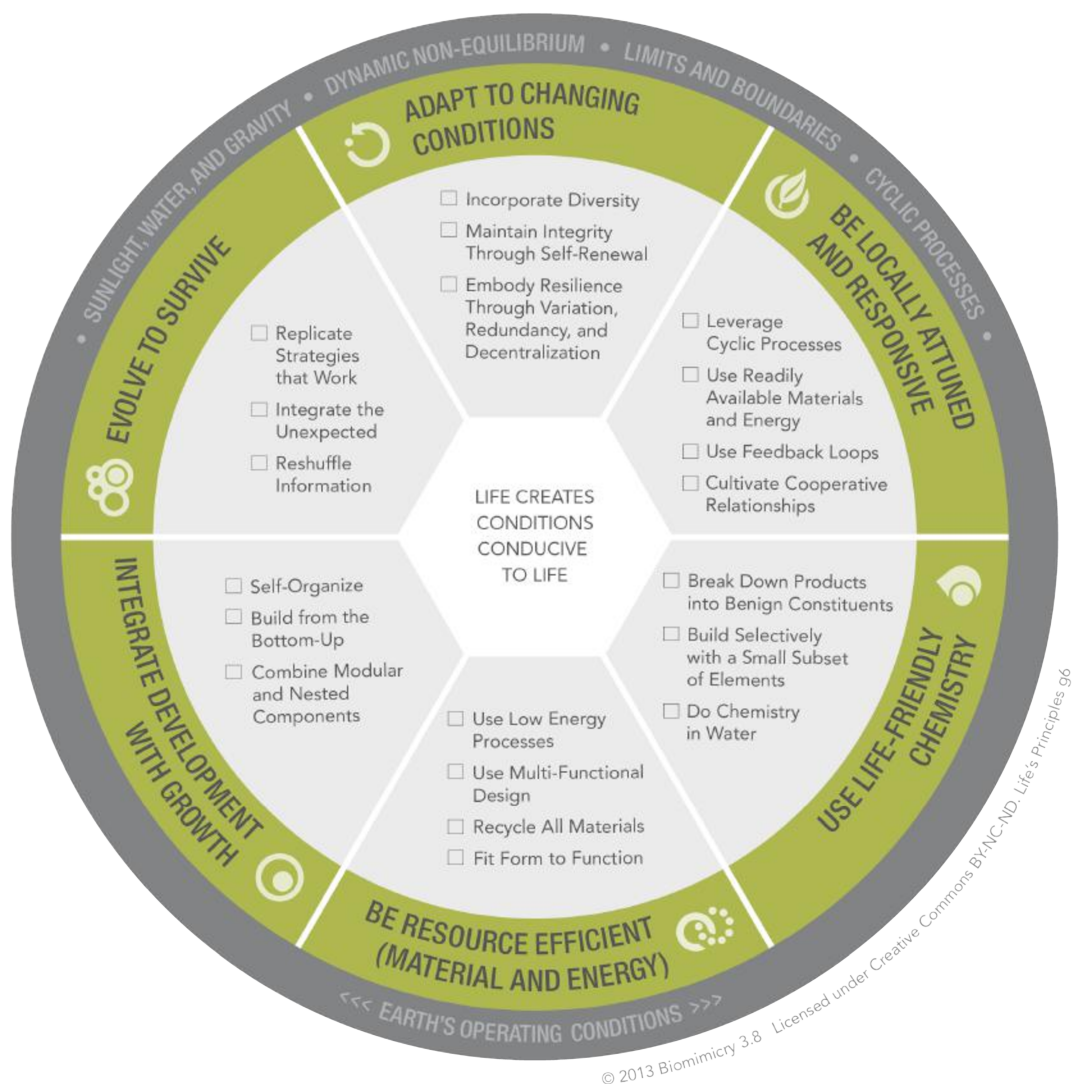 • SUNLIGHT, WATER, AND GRAVITY • DYNAMIC NON-EQUILIBRIUM • LIMITS AND BOUNDARIES • CYCLIC PROCESSES •
ADAPT TO CHANGING
CONDITIONS
☐ Incorporate Diversity
☐ Maintain Integrity
Through Self-Renewal
☐ Embody Resilience
Through Variation,
Redundancy, and
Decentralization
BE LOCALLY ATTUNED
AND RESPONSIVE
☐ Leverage
Cyclic Processes
☐ Use Readily
Available Materials
and Energy
☐ Use Feedback Loops
☐ Cultivate Cooperative
Relationships
USE LIFE-FRIENDLY
CHEMISTRY
☐ Break Down Products
into Benign Constituents
☐ Build Selectively
with a Small Subset
of Elements
☐ Do Chemistry
in Water
BE RESOURCE EFFICIENT
(MATERIAL AND ENERGY)
☐ Use Low Energy
Processes
☐ Use Multi-Functional
Design
☐ Recycle All Materials
☐ Fit Form to Function
INTEGRATE DEVELOPMENT
WITH GROWTH
☐ Self-Organize
☐ Build from the
Bottom-Up
☐ Combine Modular
and Nested
Components
EVOLVE TO SURVIVE
☐ Replicate
Strategies
that Work
☐ Integrate the
Unexpected
☐ Reshuffle
Information
LIFE CREATES
CONDITIONS
CONDUCIVE
TO LIFE
<<< EARTH'S OPERATING CONDITIONS >>>
© 2013 Biomimicry 3.8 Licensed under Creative Commons BY-NC-ND. Life's Principles 96